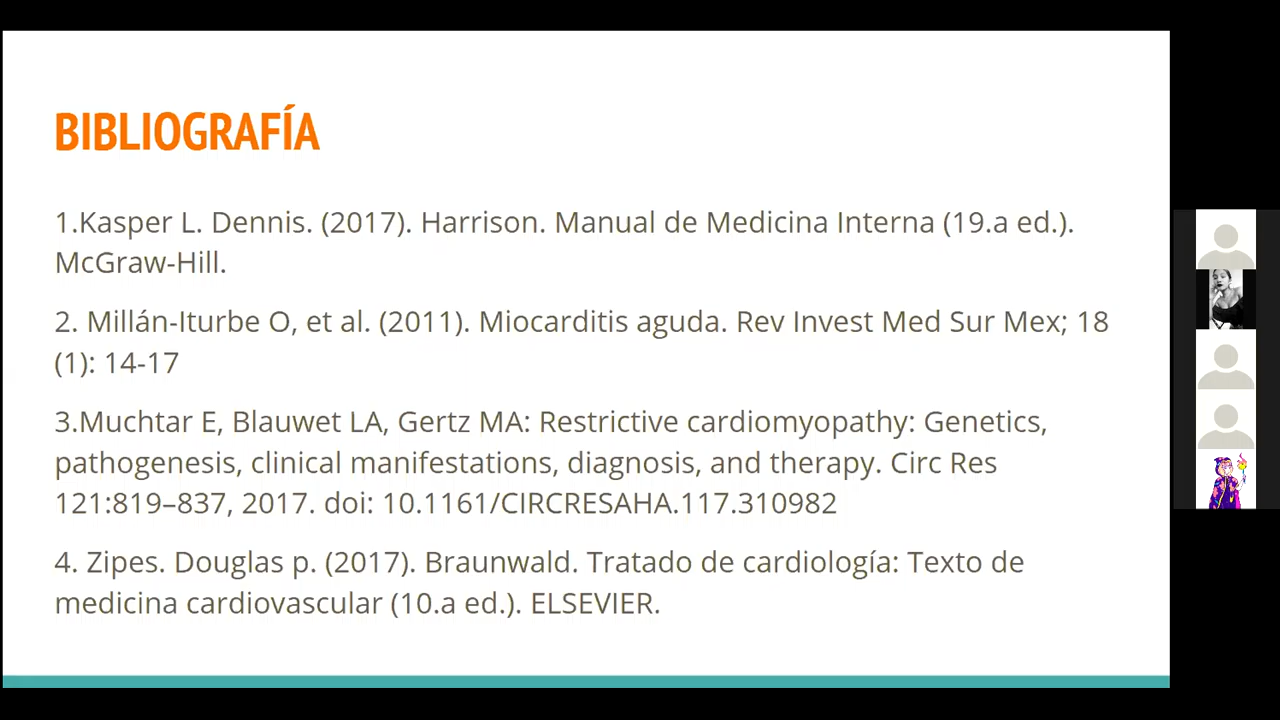 BIBLIOGRAFÍA
1.Kasper L. Dennis. (2017). Harrison. Manual de Medicina Interna (19.a ed.).
McGraw-Hill.
2. Millán-Iturbe O, et al. (2011). Miocarditis aguda. Rev Invest Med Sur Mex; 18
(1): 14-17
3.Muchtar E, Blauwet LA, Gertz MA: Restrictive cardiomyopathy: Genetics,
pathogenesis, clinical manifestations, diagnosis, and therapy. Circ Res
121:819–837, 2017. doi: 10.1161/CIRCRESAHA.117.310982
4. Zipes. Douglas p. (2017). Braunwald. Tratado de cardiología: Texto de
medicina cardiovascular (10.a ed.). ELSEVIER.